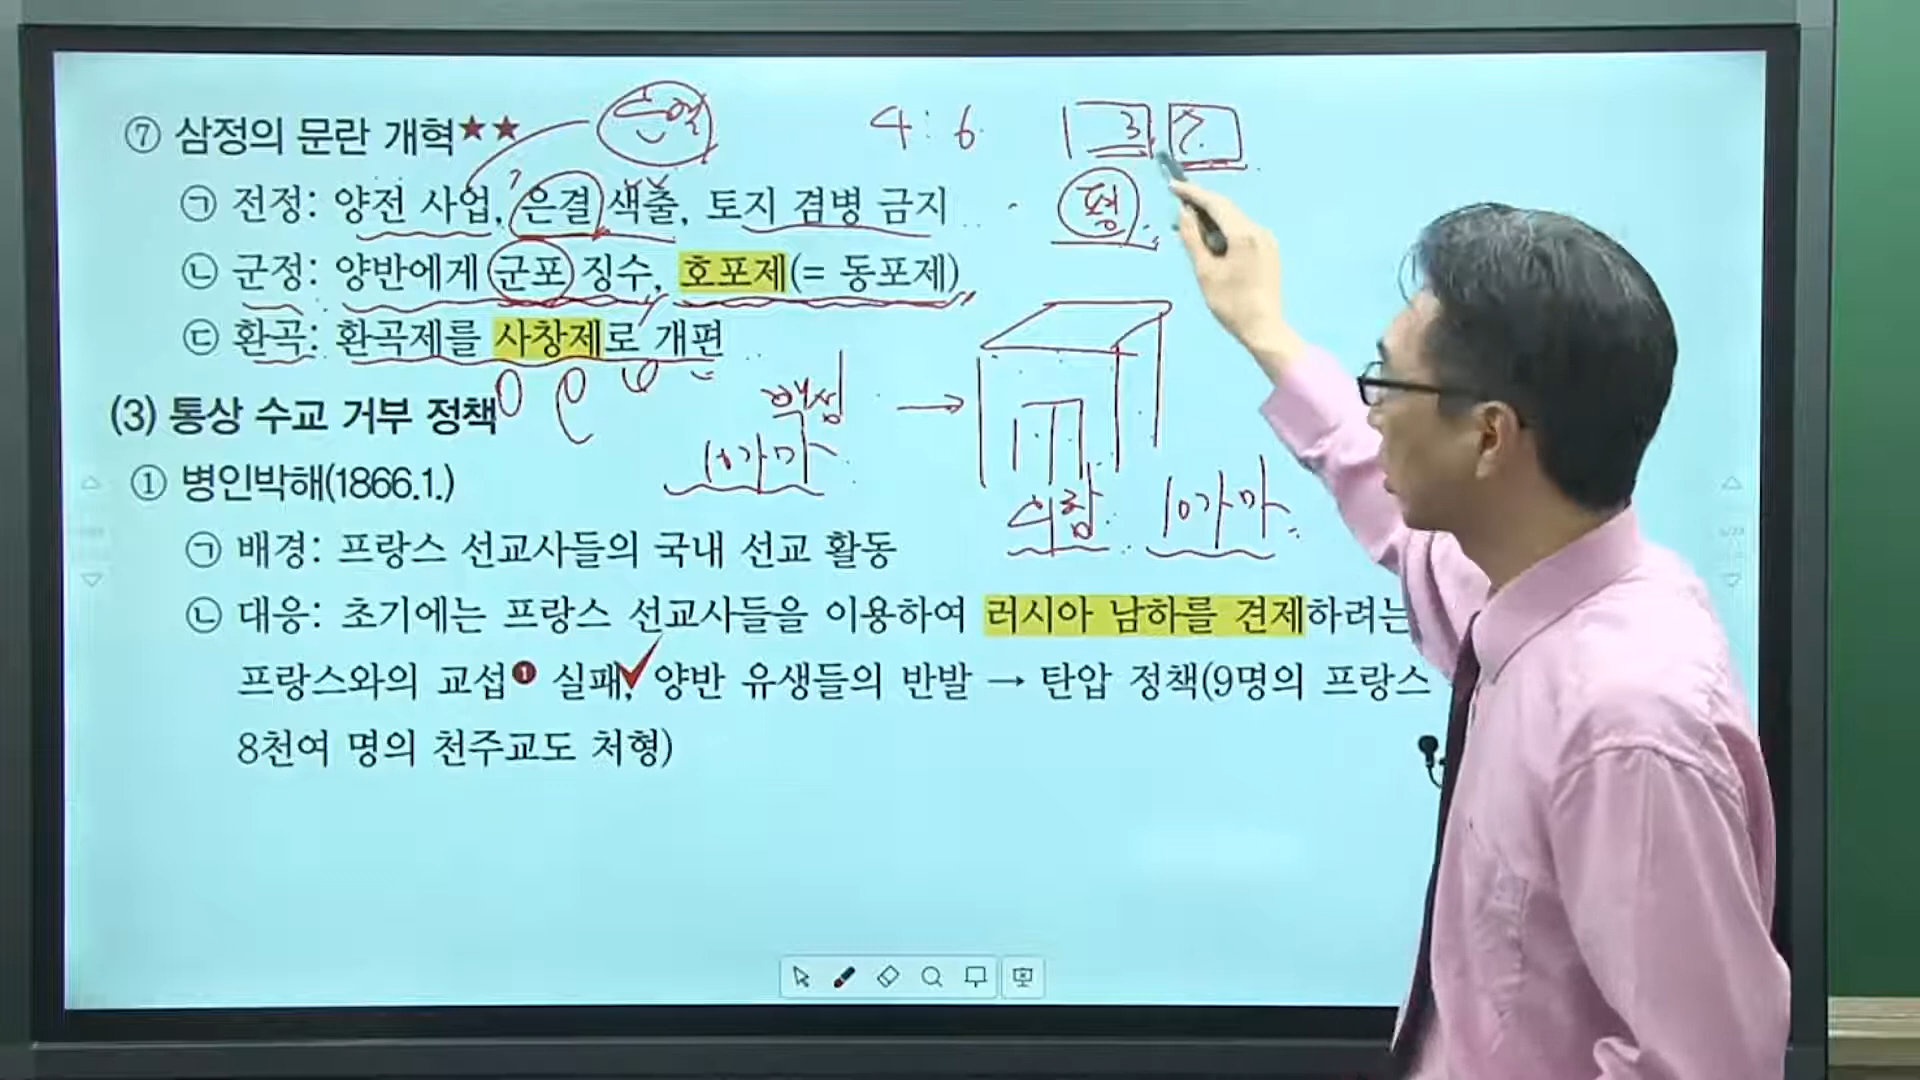 ⑦ 삼정의 문란 개혁★★
4 : 6
3
㉠ 전정: 양전 사업, 은결 색출, 토지 겸병 금지
㉡ 군정: 양반에게 군포 징수, 호포제(= 동포제)
㉢ 환곡: 환곡제를 사창제로 개편
(3) 통상 수교 거부 정책
10가마
① 병인박해(1866.1.)
의창 10가마
㉠ 배경: 프랑스 선교사들의 국내 선교 활동
㉡ 대응: 초기에는 프랑스 선교사들을 이용하여 러시아 남하를 견제하려는
프랑스와의 교섭❶ 실패, 양반 유생들의 반발 → 탄압 정책(9명의 프랑스
8천여 명의 천주교도 처형)